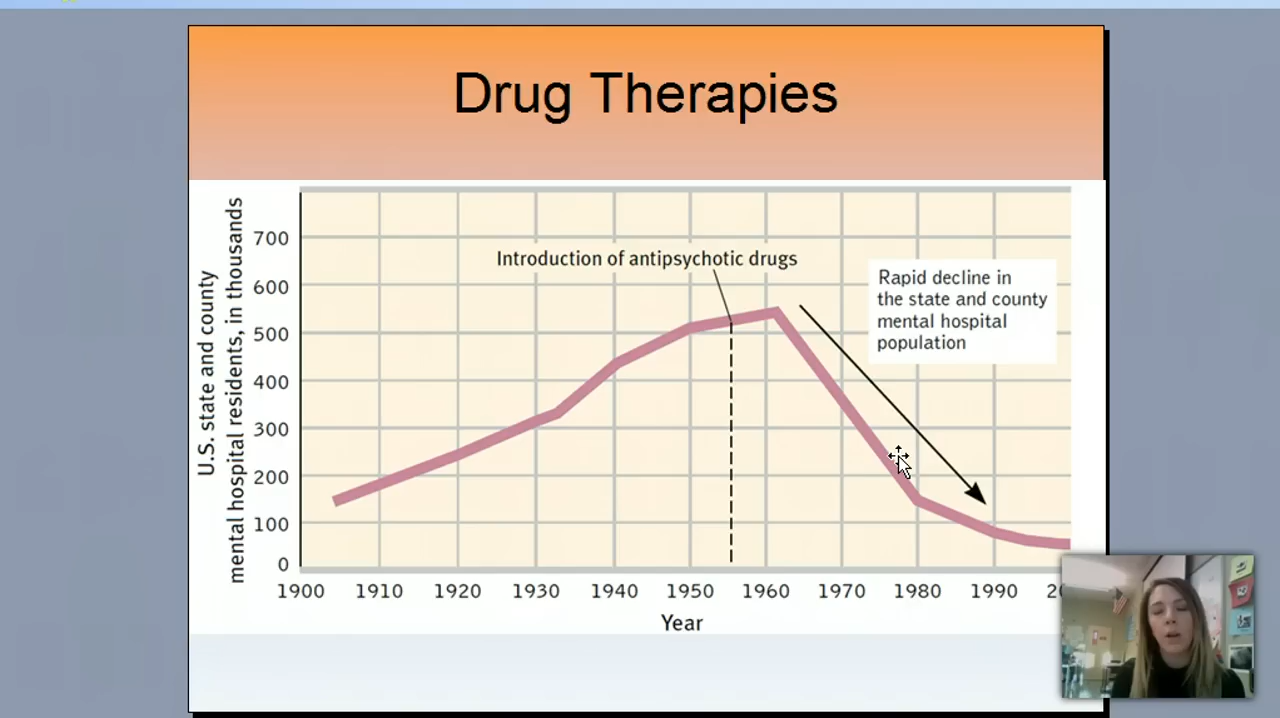 Drug Therapies
U.S. state and county
mental hospital residents, in thousands
700
600
500
400
300
200
100
0
Introduction of antipsychotic drugs
Rapid decline in
the state and county
mental hospital
population
1900 1910 1920 1930 1940 1950 1960 1970 1980 1990
Year